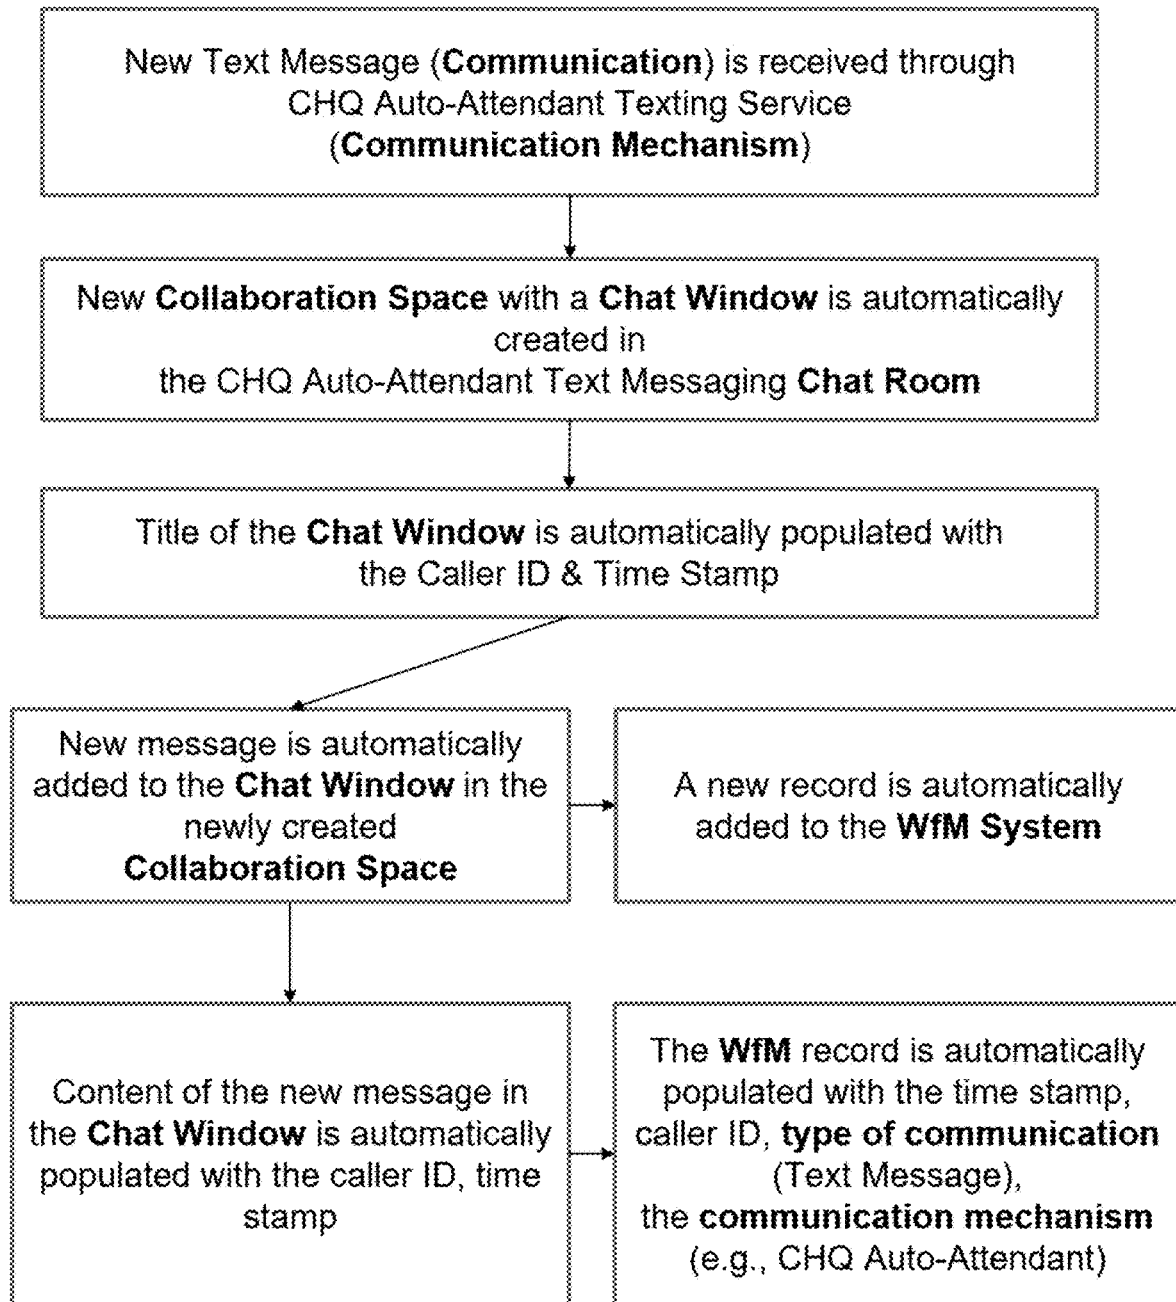 New Text Message (Communication) is received through
CHQ Auto-Attendant Texting Service
(Communication Mechanism)
New Collaboration Space with a Chat Window is automatically
created in
the CHQ Auto-Attendant Text Messaging Chat Room
Title of the Chat Window is automatically populated with
the Caller ID & Time Stamp
New message is automatically
added to the Chat Window in the
newly created
Collaboration Space
A new record is automatically
added to the WfM System
Content of the new message in
the Chat Window is automatically
populated with the caller ID, time
stamp
The WfM record is automatically
populated with the time stamp,
caller ID, type of communication
(Text Message),
the communication mechanism
(e.g., CHQ Auto-Attendant)